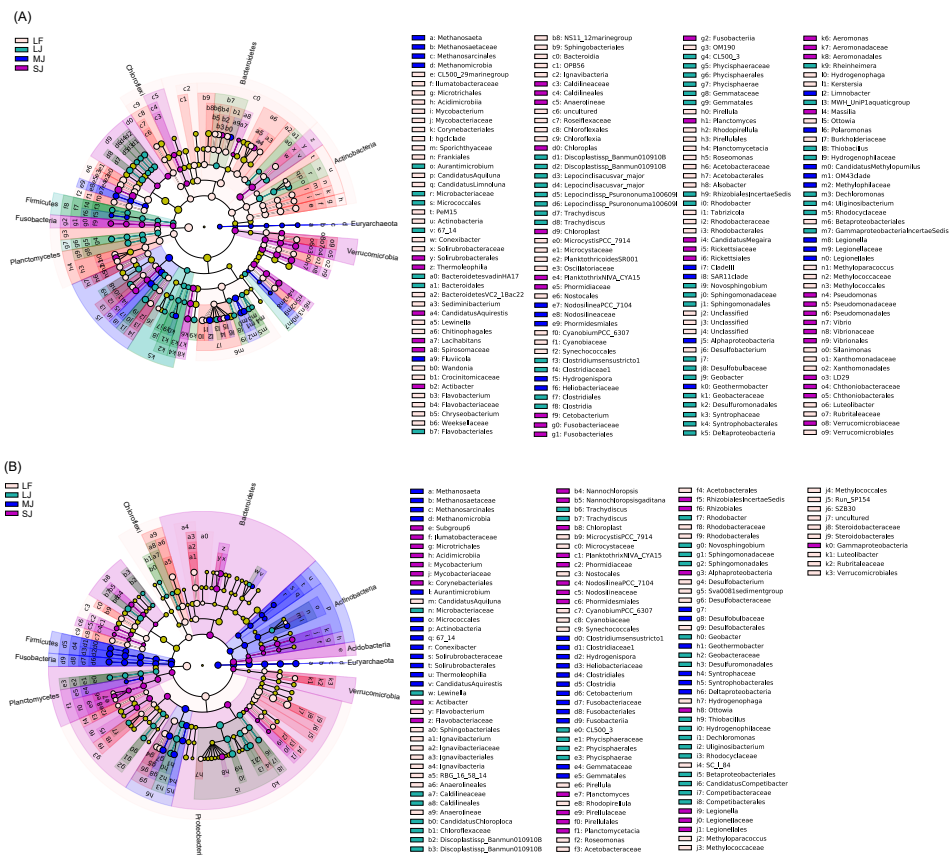 (A)
LF
LJ
MJ
SJ
Chloroflexi
Bacteroidetes
Actinobacteria
Firmicutes
Fusobacteria
Planctomycetes
Euryarchaeota
Verrucomicrobia
a: Methanosaeta
b: Methanosaetaceae
c: Methanosarcinales
d: Methanomicrobia
e: CL500_29marinegroup
f: Ilumatobacteraceae
g: Microtrichales
h: Acidimicrobiia
i: Mycobacterium
j: Mycobacteriaceae
k: Corynebacteriales
l: hgcIclade
m: Sporichthyaceae
n: Frankiales
o: Aurantimicrobium
p: CandidatusAquiluna
q: CandidatusLimnoluna
r: Microbacteriaceae
s: Micrococcales
t: PeM15
u: Actinobacteria
v: 67_14
w: Conexibacter
x: Solirubrobacteraceae
y: Solirubrobacterales
z: Thermoleophilia
a0: BacteroidetesvadinHA17
a1: Bacteroidales
a2: BacteroidetesVC2_1Bac22
a3: Sediminibacterium
a4: CandidatusAquirestis
a5: Lewinella
a6: Chitinophagales
a7: Lacihabitans
a8: Spirosomaceae
a9: Fluviicola
b0: Wandonia
b1: Crocinitomicaceae
b2: Actibacter
b3: Flavobacterium
b4: Flavobacteriaceae
b5: Chryseobacterium
b6: Weeksellaceae
b7: Flavobacteriales
b8: NS11_12marinegroup
b9: Sphingobacteriales
c0: Bacteroidia
c1: OPB56
c2: Ignavibacteria
c3: Caldilineaceae
c4: Caldilineales
c5: Anaerolineae
c6: uncultured
c7: Roseiflexaceae
c8: Chloroflexales
c9: Chloroflexia
d0: Chloroplas
d1: Discoplastissp_Banmun010910B
d2: Discoplastissp_Banmun010910B
d3: Lepocinclisacusvar_major
d4: Lepocinclisacusvar_major
d5: Lepocinclissp_Psuronuma100609I
d6: Lepocinclissp_Psuronuma100609I
d7: Trachydiscus
d8: Trachydiscus
d9: Chloroplast
e0: MicrocystisPCC_7914
e1: Microcystaceae
e2: PlanktothricoidesSR001
e3: Oscillatoriaceae
e4: PlanktothrixNIVA_CYA15
e5: Phormidiaceae
e6: Nostocales
e7: NodosilineaPCC_7104
e8: Nodosilineaceae
e9: Phormidesmiales
f0: CyanobiumPCC_6307
f1: Cyanobiaceae
f2: Synechococcales
f3: Clostridiumsensustricto1
f4: Clostridiaceae1
f5: Hydrogenispora
f6: Heliobacteriaceae
f7: Clostridiales
f8: Clostridia
f9: Cetobacterium
g0: Fusobacteriaceae
g1: Fusobacteriales
g2: Fusobacteriia
g3: OM190
g4: CL500_3
g5: Phycisphaeraceae
g6: Phycisphaerales
g7: Phycisphaerae
g8: Gemmataceae
g9: Gemmatales
h0: Pirellula
h1: Planctomyces
h2: Rhodopirellula
h3: Pirellulales
h4: Planctomycetacia
h5: Roseomonas
h6: Acetobacteraceae
h7: Acetobacterales
h8: Alsobacter
h9: RhizobialesIncertaeSedis
i0: Rhodobacter
i1: Tabrizicola
i2: Rhodobacteraceae
i3: Rhodobacterales
i4: CandidatusMegaira
i5: Rickettsiaceae
i6: Rickettsiales
i7: CladeIII
i8: SAR11clade
i9: Novosphingobium
j0: Sphingomonadaceae
j1: Sphingomonadales
j2: Unclassified
j3: Unclassified
j4: Unclassified
j5: Alphaproteobacteria
j6: Desulfobacterium
j7:
j8: Desulfobulbaceae
j9: Geobacter
k0: Geothermobacter
k1: Geobacteraceae
k2: Desulfuromonadales
k3: Syntrophaceae
k4: Syntrophobacterales
k5: Deltaproteobacteria
k6: Aeromonas
k7: Aeromonadaceae
k8: Aeromonadales
k9: Rheinheimera
l0: Hydrogenophaga
l1: Kerstersia
l2: Limnobacter
l3: MWH_UniP1aquaticgroup
l4: Massilia
l5: Ottowia
l6: Polaromonas
l7: Burkholderiaceae
l8: Thiobacillus
l9: Hydrogenophilaceae
m0: CandidatusMethylopumilus
m1: OM43clade
m2: Methylophilaceae
m3: Dechloromonas
m4: Uliginosibacterium
m5: Rhodocyclaceae
m6: Betaproteobacteriales
m7: GammaproteobacteriaIncertaeSedis
m8: Legionella
m9: Legionellaceae
n0: Legionellales
n1: Methyloparacoccus
n2: Methylococcaceae
n3: Methylococcales
n4: Pseudomonas
n5: Pseudomonadaceae
n6: Pseudomonadales
n7: Vibrio
n8: Vibrionaceae
n9: Vibrionales
o0: Silanimonas
o1: Xanthomonadaceae
o2: Xanthomonadales
o3: LD29
o4: Chthoniobacteraceae
o5: Chthoniobacterales
o6: Luteolibacter
o7: Rubritaleaceae
o8: Verrucomicrobiaceae
o9: Verrucomicrobiales
(B)
LF
LJ
MJ
SJ
Chloroflexi
Bacteroidetes
Actinobacteria
Acidobacteria
Euryarchaeota
Verrucomicrobia
Firmicutes
Fusobacteria
Planctomycetes
a: Methanosaeta
b: Methanosaetaceae
c: Methanosarcinales
d: Methanomicrobia
e: Subgroup6
f: Ilumatobacteraceae
g: Microtrichales
h: Acidimicrobiia
i: Mycobacterium
j: Mycobacteriaceae
k: Corynebacteriales
l: Aurantimicrobium
m: CandidatusAquiluna
n: Microbacteriaceae
o: Micrococcales
p: Actinobacteria
q: 67_14
r: Conexibacter
s: Solirubrobacteraceae
t: Solirubrobacterales
u: Thermoleophilia
v: CandidatusAquirestis
w: Lewinella
x: Actibacter
y: Flavobacterium
z: Flavobacteriaceae
a0: Sphingobacteriales
a1: Ignavibacterium
a2: Ignavibacteriaceae
a3: Ignavibacteriales
a4: Ignavibacteria
a5: RBG_16_58_14
a6: Anaerolineales
a7: Caldilineaceae
a8: Caldilineales
a9: Anaerolineae
b0: CandidatusChloroploca
b1: Chloroflexaceae
b2: Discoplastissp_Banmun010910B
b3: Discoplastissp_Banmun010910B
b4: Nannochloropsis
b5: Nannochloropsisgaditana
b6: Trachydiscus
b7: Trachydiscus
b8: Chloroplast
b9: MicrocystisPCC_7914
c0: Microcystaceae
c1: PlanktothrixNIVA_CYA15
c2: Phormidiaceae
c3: Nostocales
c4: NodosilineaPCC_7104
c5: Nodosilineaceae
c6: Phormidesmiales
c7: CyanobiumPCC_6307
c8: Cyanobiaceae
c9: Synechococcales
d0: Clostridiumsensustricto1
d1: Clostridiaceae1
d2: Hydrogenispora
d3: Heliobacteriaceae
d4: Clostridiales
d5: Clostridia
d6: Cetobacterium
d7: Fusobacteriaceae
d8: Fusobacteriales
d9: Fusobacteriia
e0: CL500_3
e1: Phycisphaeraceae
e2: Phycisphaerales
e3: Phycisphaerae
e4: Gemmataceae
e5: Gemmatales
e6: Pirellula
e7: Planctomyces
e8: Rhodopirellula
e9: Pirellulaceae
f0: Pirellulales
f1: Planctomycetacia
f2: Roseomonas
f3: Acetobacteraceae
f4: Acetobacterales
f5: RhizobialesIncertaeSedis
f6: Rhizobiales
f7: Rhodobacter
f8: Rhodobacteraceae
f9: Rhodobacterales
g0: Novosphingobium
g1: Sphingomonadaceae
g2: Sphingomonadales
g3: Alphaproteobacteria
g4: Desulfobacterium
g5: Sva0081sedimentgroup
g6: Desulfobacteraceae
g7:
g8: Desulfobulbaceae
g9: Desulfobacterales
h0: Geobacter
h1: Geothermobacter
h2: Geobacteraceae
h3: Desulfuromonadales
h4: Syntrophaceae
h5: Syntrophobacterales
h6: Deltaproteobacteria
h7: Hydrogenophaga
h8: Ottowia
h9: Thiobacillus
i0: Hydrogenophilaceae
i1: Dechloromonas
i2: Uliginosibacterium
i3: Rhodocyclaceae
i4: SC_I_84
i5: Betaproteobacteriales
i6: CandidatusCompetibacter
i7: Competibacteraceae
i8: Competibacterales
i9: Legionella
j0: Legionellaceae
j1: Legionellales
j2: Methyloparacoccus
j3: Methylococcaceae
j4: Methylococcales
j5: Run_SP154
j6: SZB30
j7: uncultured
j8: Steroidobacteraceae
j9: Steroidobacterales
k0: Gammaproteobacteria
k1: Luteolibacter
k2: Rubritaleaceae
k3: Verrucomicrobiales